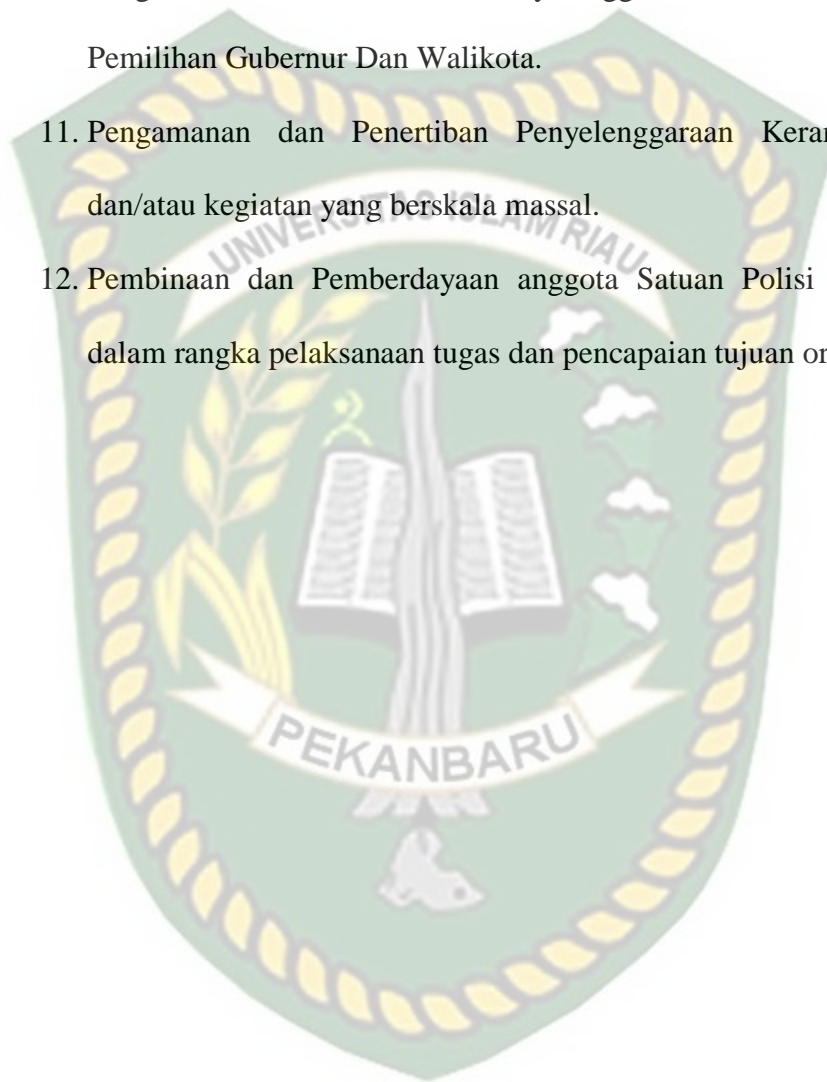 Pemilihan Gubernur Dan Walikota.
11. Pengamanan dan Penertiban Penyelenggaraan
dan/atau kegiatan yang berskala massal.
UNIVERSITAS ISLAM RIAU
12. Pembinaan dan Pemberdayaan anggota Satuan Polisi
dalam rangka pelaksanaan tugas dan pencapaian tujuan
PEKANBARU